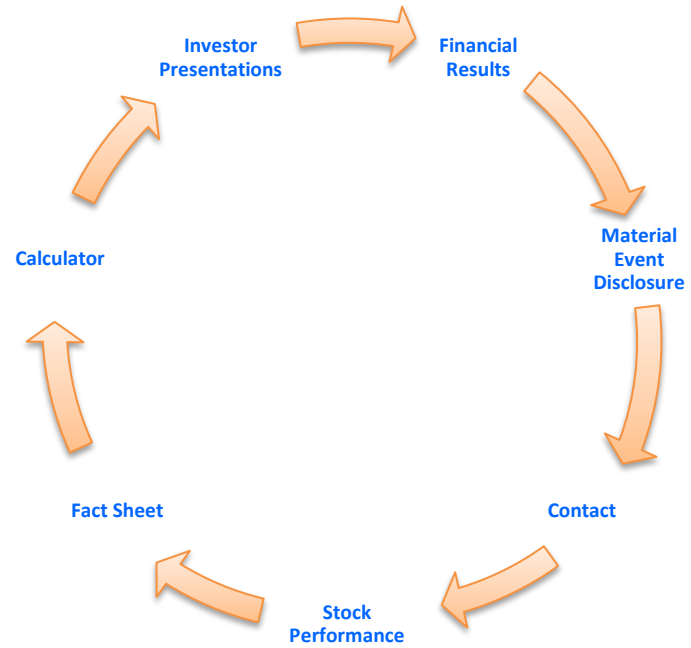 Investor
Presentations
Financial
Results
Material
Event
Disclosure
Contact
Stock
Performance
Fact Sheet
Calculator